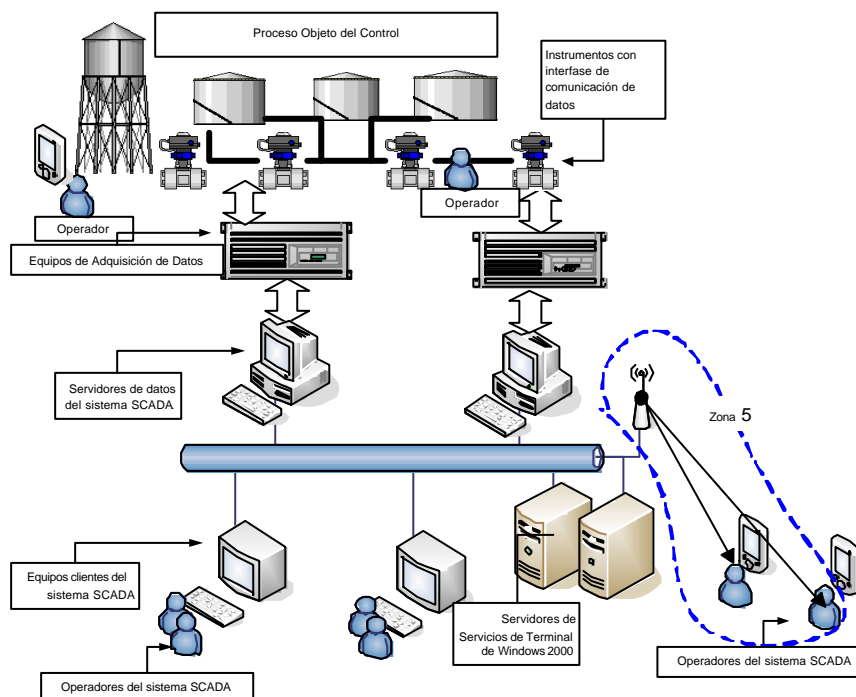 Proceso Objeto del Control
Instrumentos con
interfase de
comunicación de
datos
Operador
Operador
Equipos de Adquisición de Datos
Servidores de datos
del sistema SCADA
Zona 5
Equipos clientes del
sistema SCADA
Servidores de
Servicios de Terminal
de Windows 2000
Operadores del sistema SCADA
Operadores del sistema SCADA